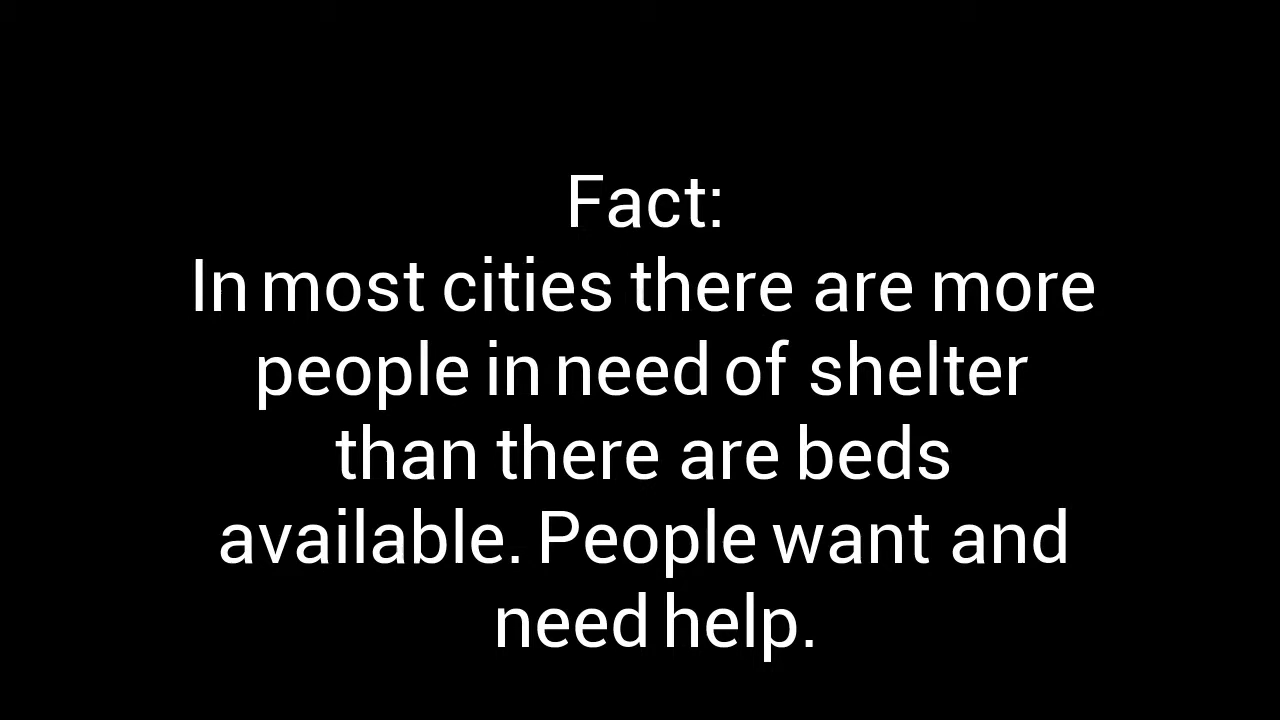 Fact:
In most cities there are more
people in need of shelter
than there are beds
available. People want and
need help.